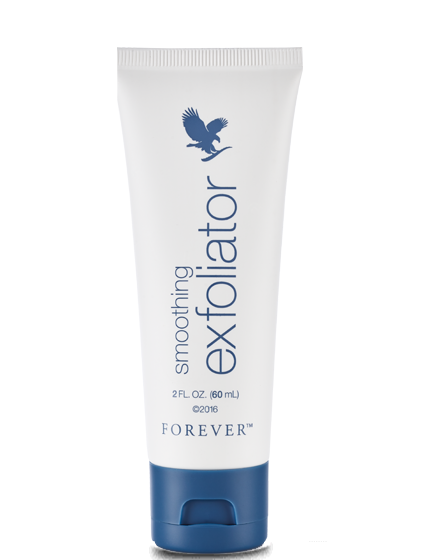 smoothing
exfoliator
2 FL. OZ. (60 mL)
©2016
FOREVER™